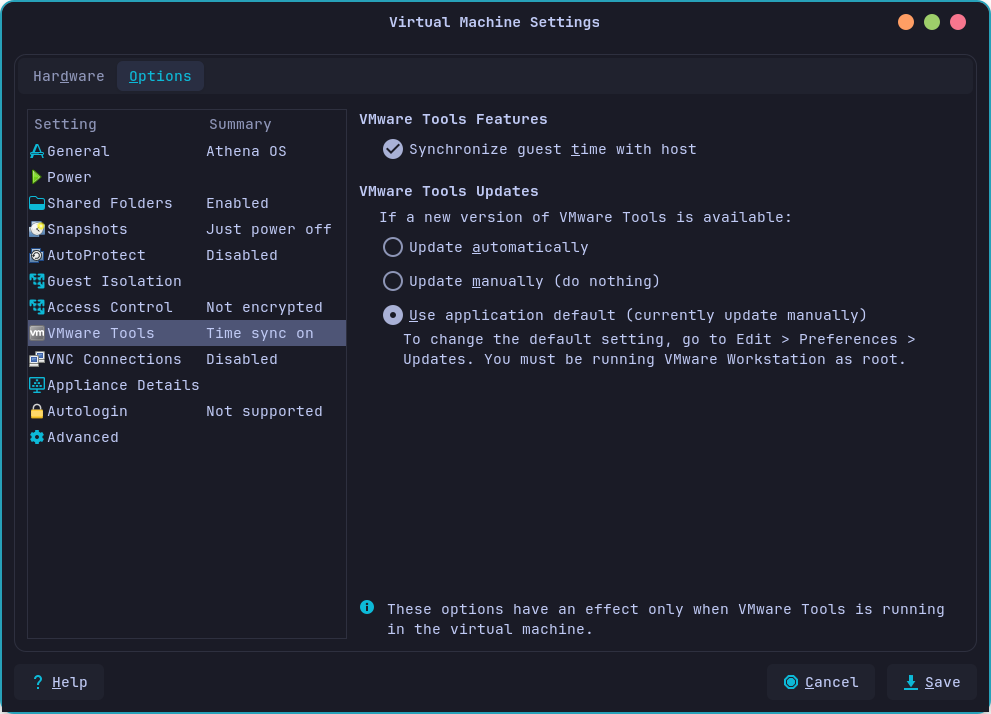 Virtual Machine Settings
Hardware Options
Setting Summary
General Athena OS
Power
Shared Folders Enabled
Snapshots Just power off
AutoProtect Disabled
Guest Isolation
Access Control Not encrypted
vm VMware Tools Time sync on
VNC Connections Disabled
Appliance Details
Autologin Not supported
Advanced
VMware Tools Features
Synchronize guest time with host
VMware Tools Updates
If a new version of VMware Tools is available:
Update automatically
Update manually (do nothing)
Use application default (currently update manually)
To change the default setting, go to Edit > Preferences >
Updates. You must be running VMware Workstation as root.
These options have an effect only when VMware Tools is running
in the virtual machine.
? Help Cancel Save